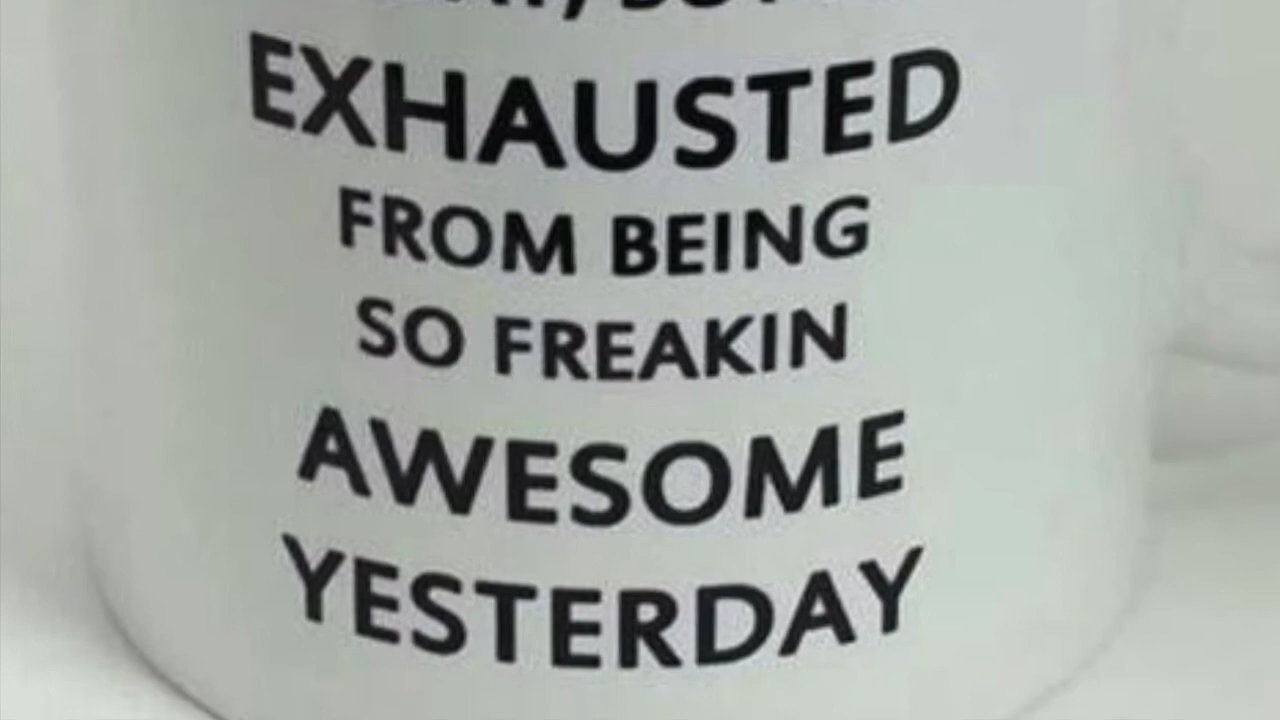 EXHAUSTED
FROM BEING
SO FREAKIN
AWESOME
YESTERDAY